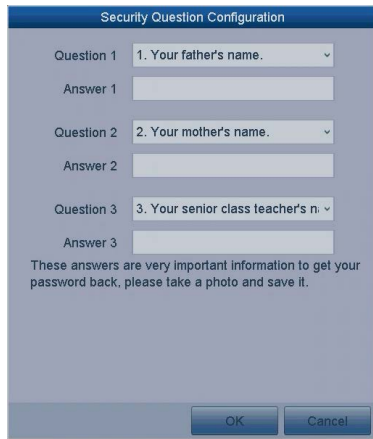 Security Question Configuration
Question 1 1. Your father's name.
Answer 1
Question 2 2. Your mother's name.
Answer 2
Question 3 3. Your senior class teacher's n
Answer 3
These answers are very important information to get your
password back, please take a photo and save it.
OK Cancel